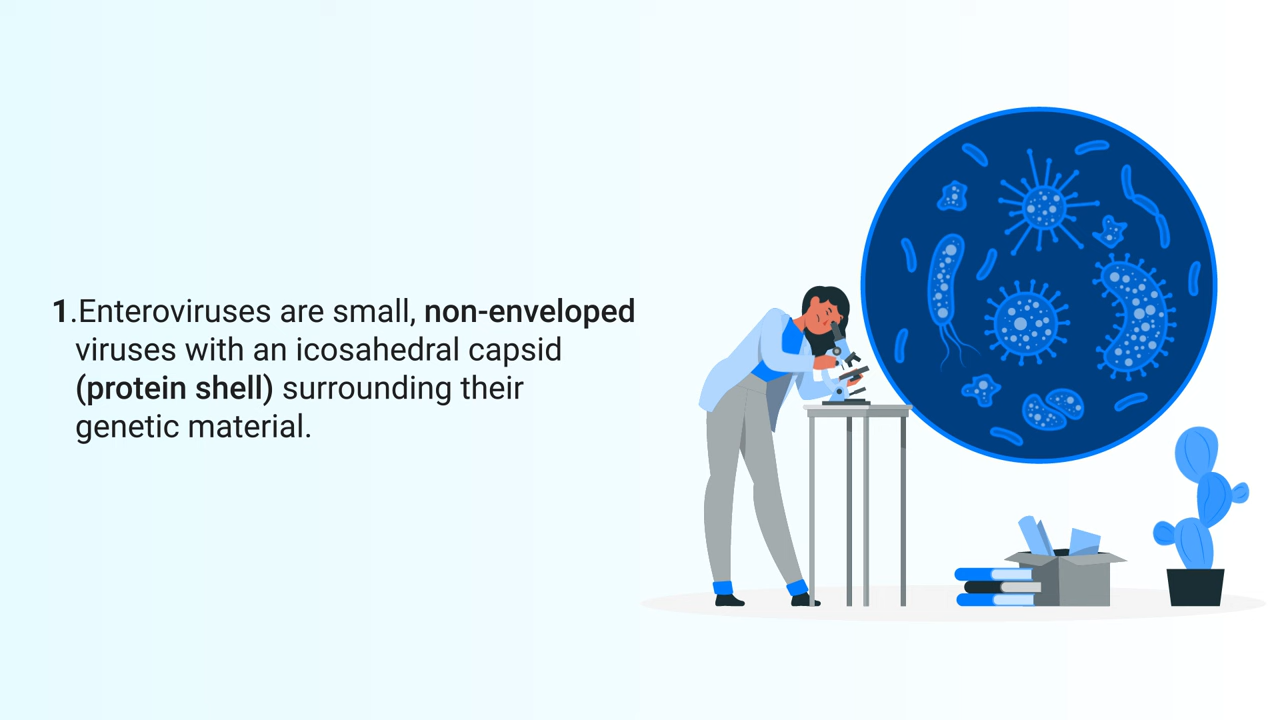 1.Enteroviruses are small, non-enveloped
viruses with an icosahedral capsid
(protein shell) surrounding their
genetic material.